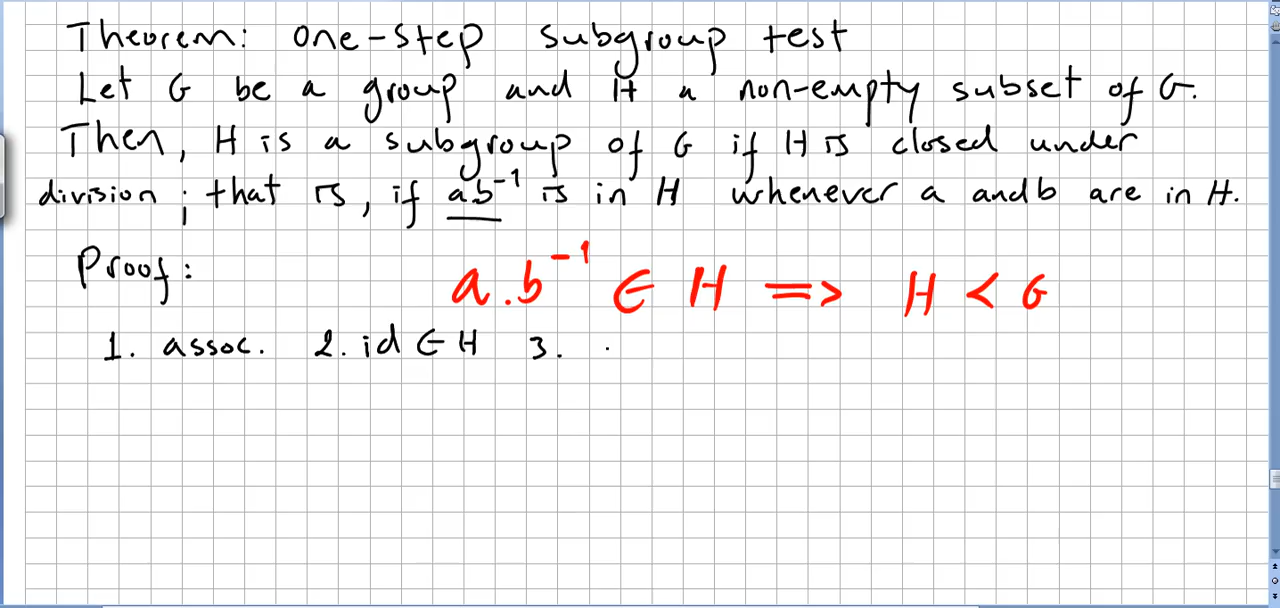 Theorem: one-step subgroup test
Let G be a group and H a non-empty subset of G.
Then, H is a subgroup of G if H is closed under
division; that is, if ab⁻¹ is in H whenever a and b are in H.
Proof:
a.b⁻¹ ∈ H => H < G
1. assoc. 2. id ∈ H 3. .